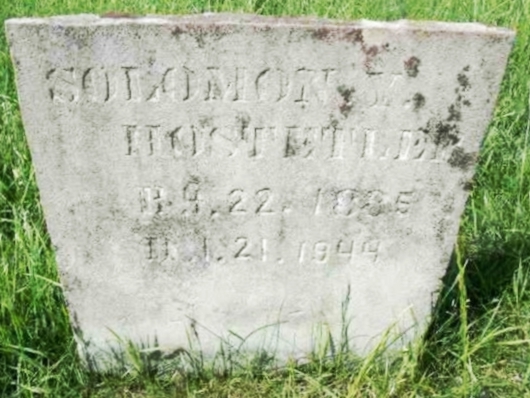 SOLOMON Y.
HOSTETLER
B. 9. 22. 1885
D. 1. 21. 1944